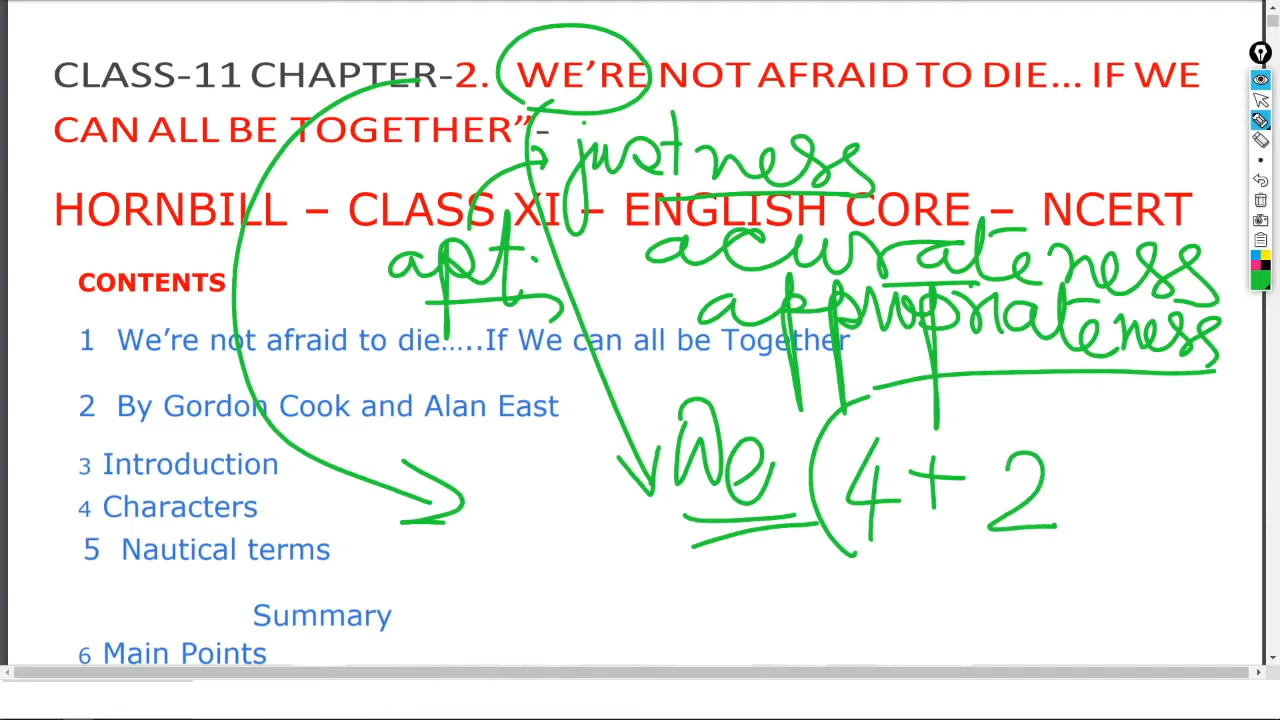 CLASS-11 CHAPTER-2. WE'RE NOT AFRAID TO DIE... IF WE
CAN ALL BE TOGETHER"-
justness
HORNBILL – CLASS XI – ENGLISH CORE – NCERT
apt.
accurateness
CONTENTS
appropriateness
1 We're not afraid to die.....If We can all be Together
2 By Gordon Cook and Alan East
3 Introduction
We (4+2
4 Characters
5 Nautical terms
Summary
6 Main Points